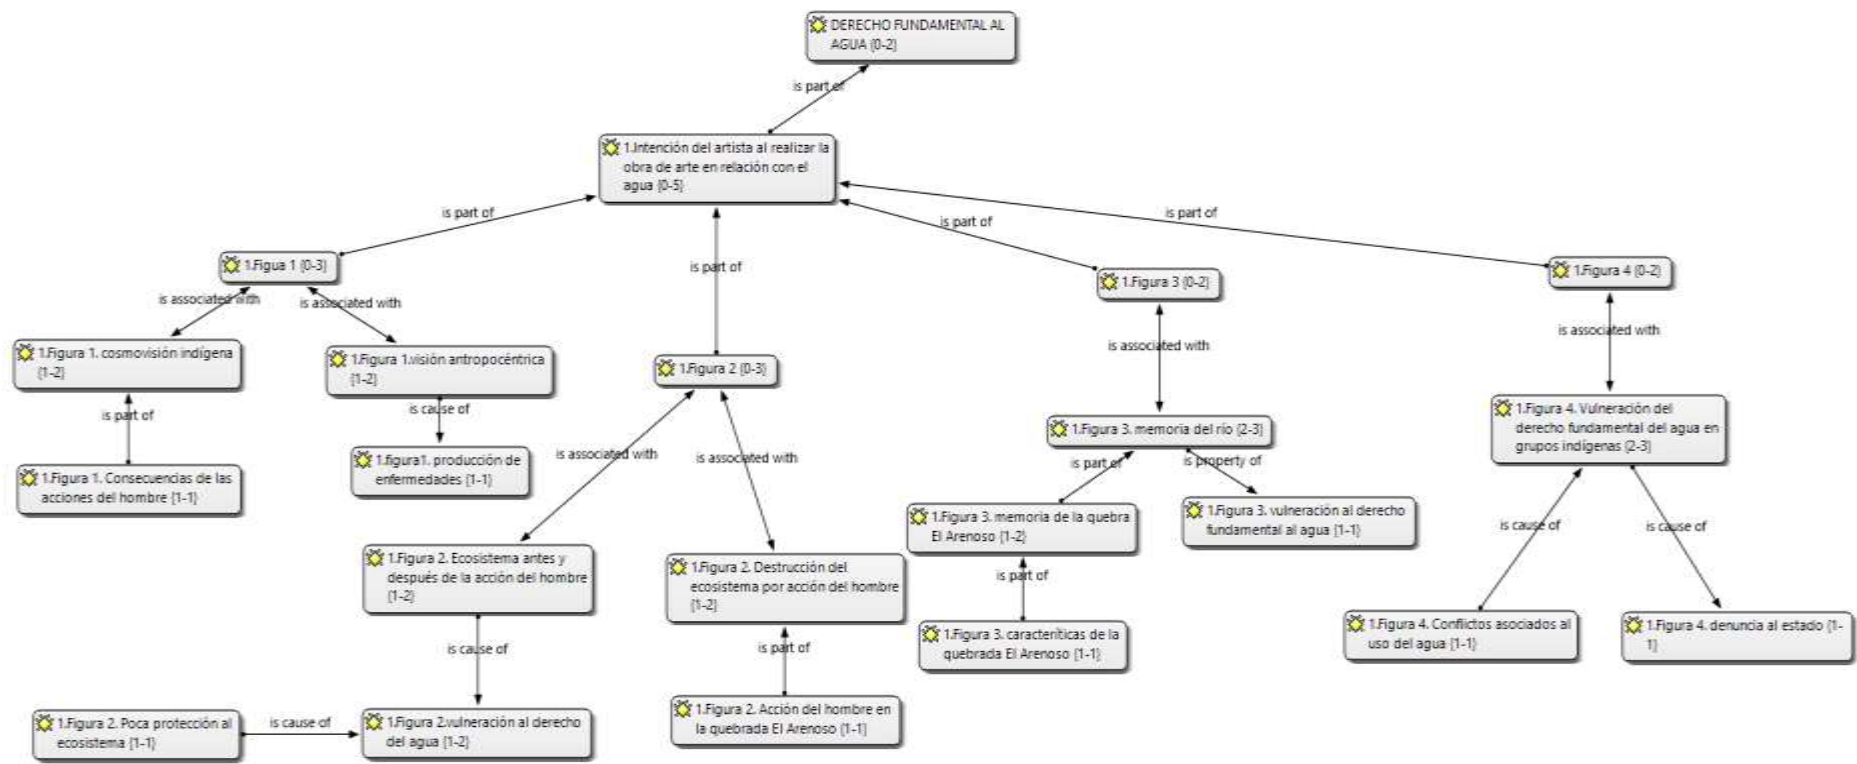 DERECHO FUNDAMENTAL AL
AGUA {0-2}
is part of
1.Intención del artista al realizar la
obra de arte en relación con el
agua {0-5}
is part of
is part of
is part of
is part of
1.Figua 1 {0-3}
1.Figura 3 {0-2}
1.Figura 4 {0-2}
is associated with
is associated with
is associated with
is associated with
1.Figura 1. cosmovisión indígena
{1-2}
1.Figura 1.visión antropocéntrica
{1-2}
1.Figura 2 {0-3}
is part of
is cause of
1.Figura 3. memoria del río {2-3}
1.Figura 4. Vulneración del
derecho fundamental del agua en
grupos indígenas {2-3}
1.Figura 1. Consecuencias de las
acciones del hombre {1-1}
1.figura1. producción de
enfermedades {1-1}
is associated with
is associated with
is part of
is property of
1.Figura 3. memoria de la quebra
El Arenoso {1-2}
1.Figura 3. vulneración al derecho
fundamental al agua {1-1}
is cause of
is cause of
1.Figura 2. Ecosistema antes y
después de la acción del hombre
{1-2}
1.Figura 2. Destrucción del
ecosistema por acción del hombre
{1-2}
is part of
1.Figura 3. caracteríticas de la
quebrada El Arenoso {1-1}
1.Figura 4. Conflictos asociados al
uso del agua {1-1}
1.Figura 4. denuncia al estado {1-
1}
is cause of
is part of
1.Figura 2. Poca protección al
ecosistema {1-1}
is cause of
1.Figura 2.vulneración al derecho
del agua {1-2}
1.Figura 2. Acción del hombre en
la quebrada El Arenoso {1-1}